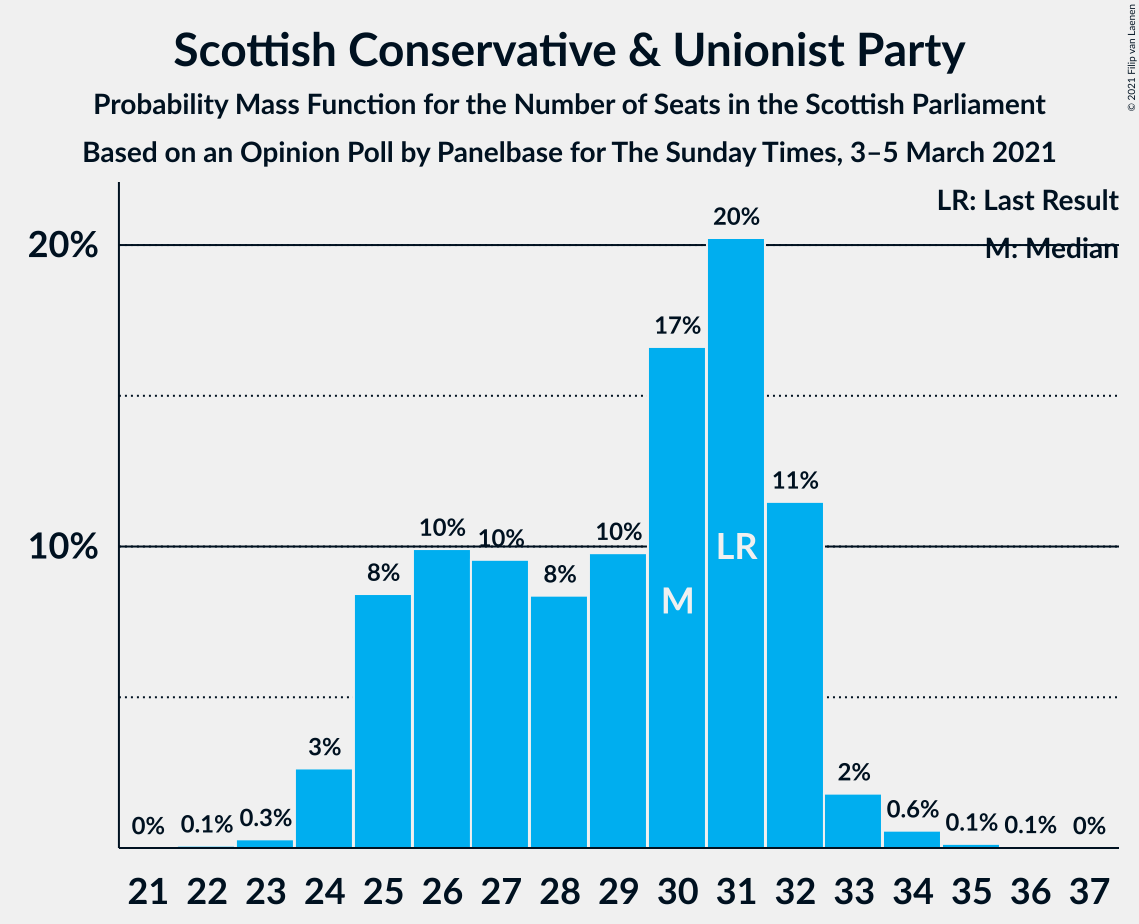 Scottish Conservative & Unionist Party
Probability Mass Function for the Number of Seats in the Scottish Parliament
Based on an Opinion Poll by Panelbase for The Sunday Times, 3–5 March 2021
© 2021 Filip van Laenen
LR: Last Result
M: Median
20%
10%
0%
0.1%
0.3%
3%
8%
10%
10%
8%
10%
17%
20%
11%
2%
0.6%
0.1%
0.1%
0%
M
LR
21 22 23 24 25 26 27 28 29 30 31 32 33 34 35 36 37